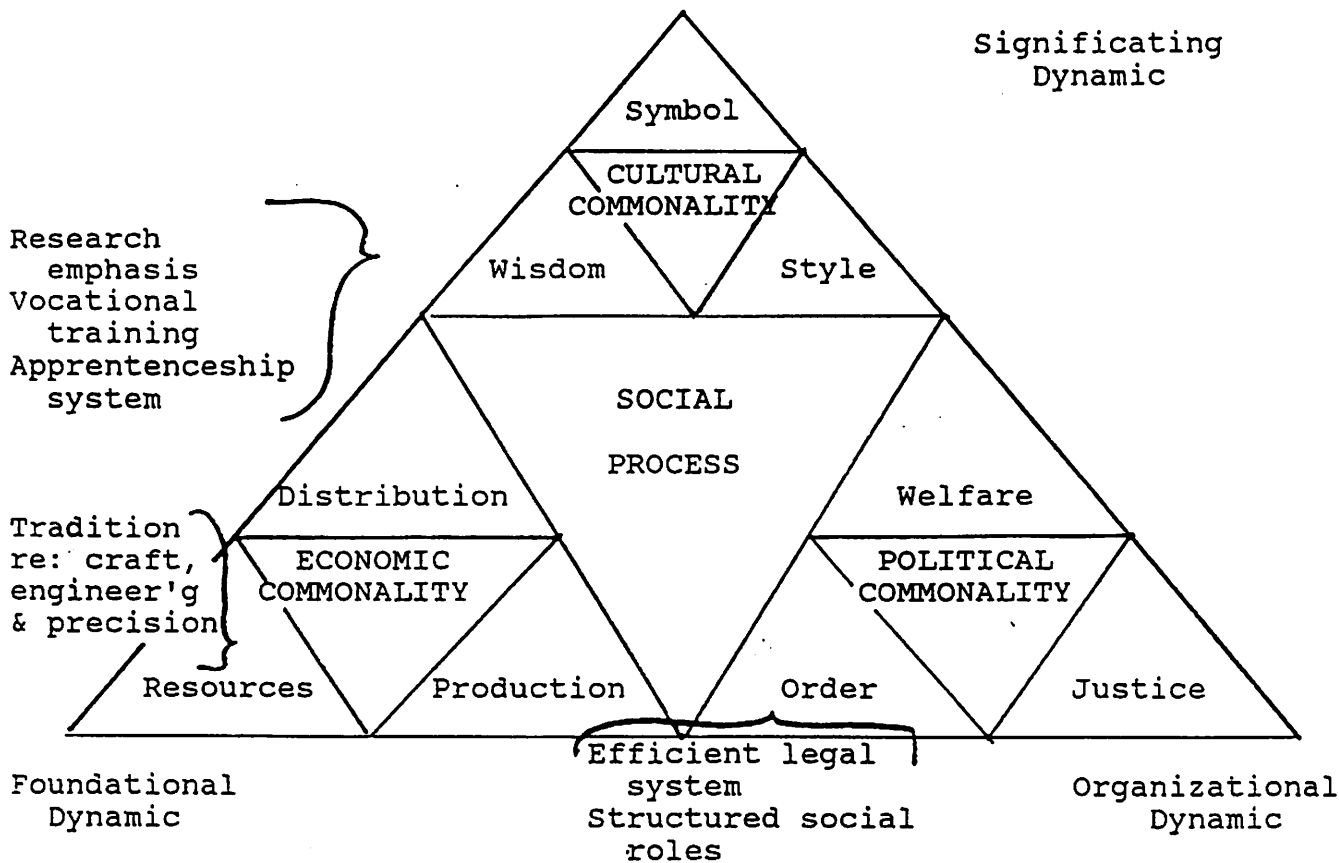 Significating
Dynamic
Symbol
CULTURAL
COMMONALITY
Wisdom
Style
Research
emphasis
Vocational
training
Apprentenceship
system
SOCIAL
PROCESS
Distribution
Welfare
Tradition
re: craft,
engineer'g
& precision
ECONOMIC
COMMONALITY
POLITICAL
COMMONALITY
Resources
Production
Order
Justice
Foundational
Dynamic
Efficient legal
system
Structured social
roles
Organizational
Dynamic